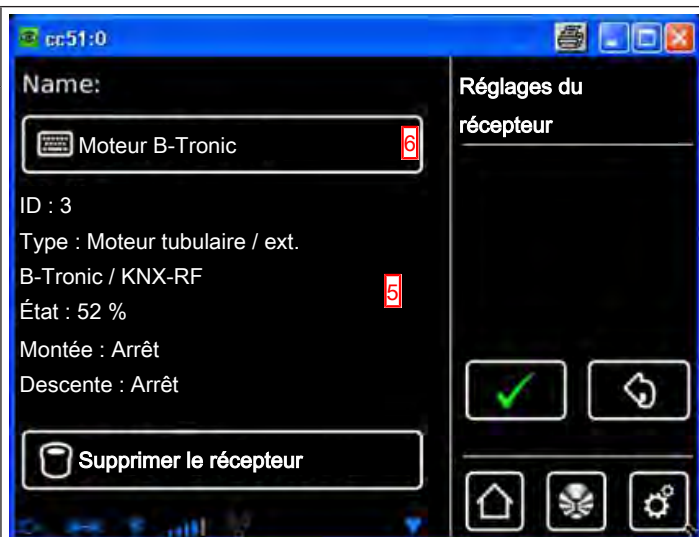 cc51:0
Name:
Moteur B-Tronic
6
ID : 3
Type : Moteur tubulaire / ext.
B-Tronic / KNX-RF
5
État : 52 %
Montée : Arrêt
Descente : Arrêt
Supprimer le récepteur
Réglages du
récepteur